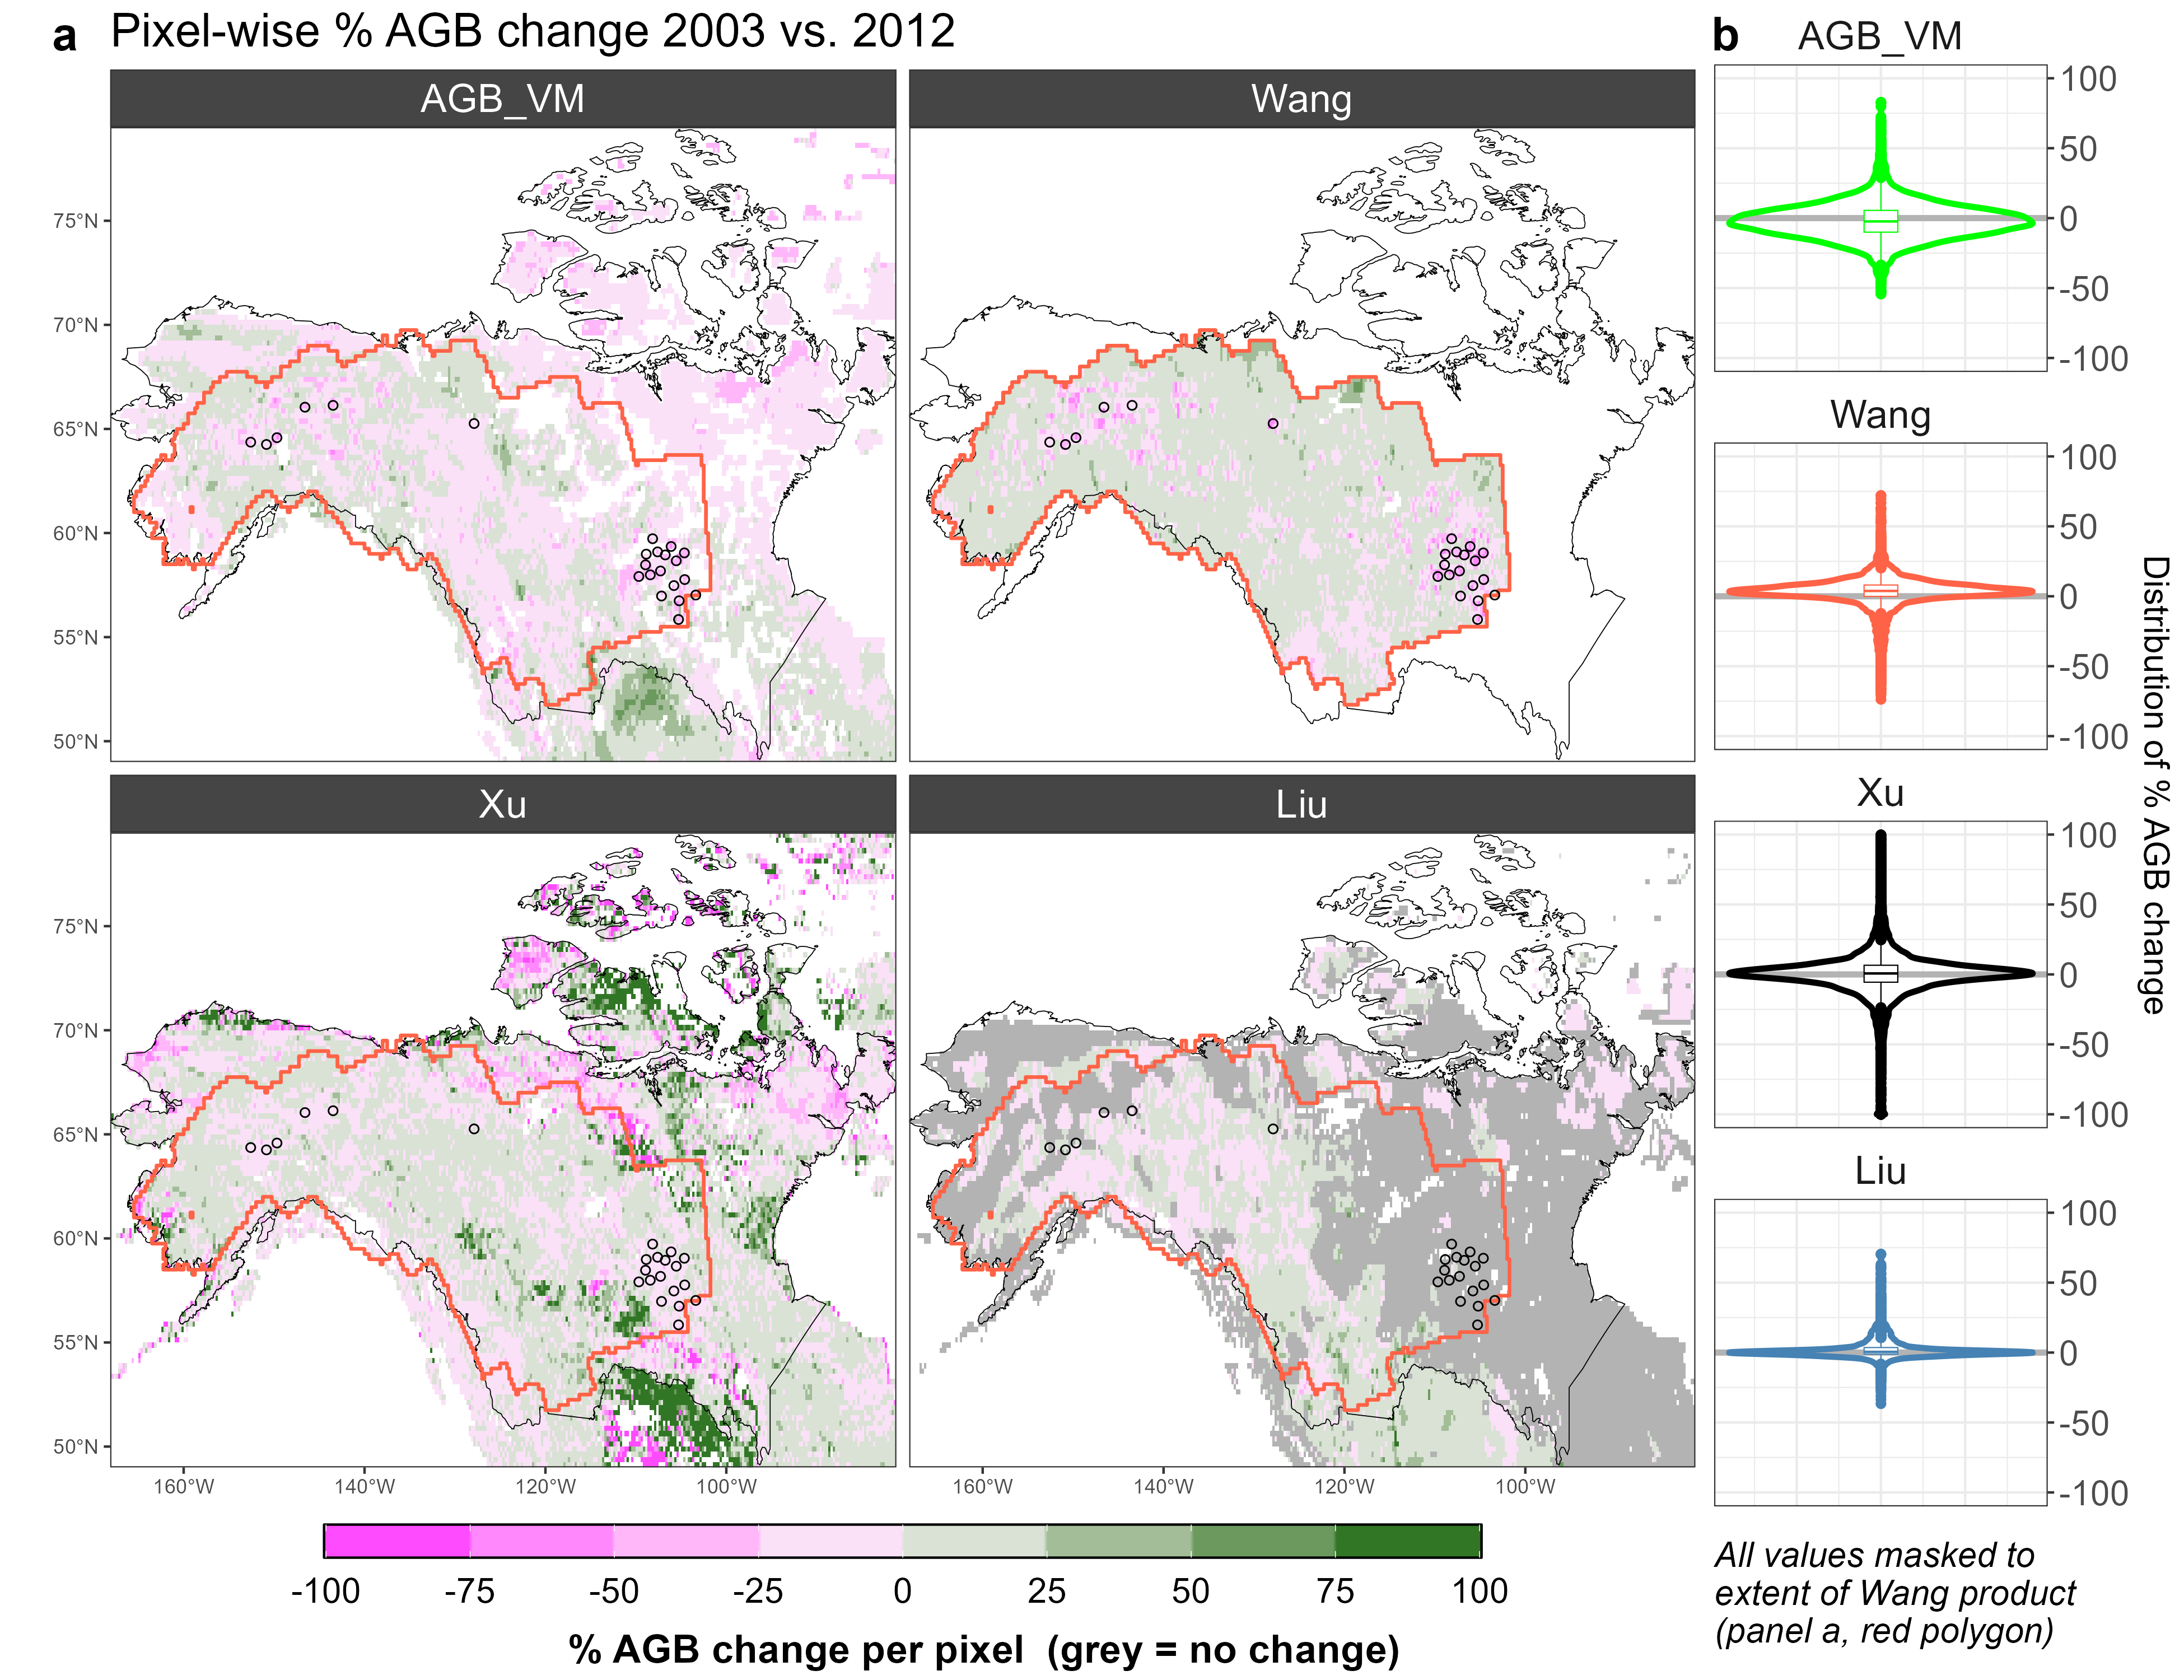 a Pixel-wise % AGB change 2003 vs. 2012
AGB_VM
Wang
75°N
70°N
65°N
60°N
55°N
50°N
Xu
Liu
75°N
70°N
65°N
60°N
55°N
50°N
160°W 140°W 120°W 100°W
160°W 140°W 120°W 100°W
-100 -75 -50 -25 0 25 50 75 100
% AGB change per pixel (grey = no change)
b AGB_VM
100
50
0
-50
-100
Wang
100
50
0
-50
-100
Xu
100
50
0
-50
-100
Liu
100
50
0
-50
-100
Distribution of % AGB change
All values masked to
extent of Wang product
(panel a, red polygon)